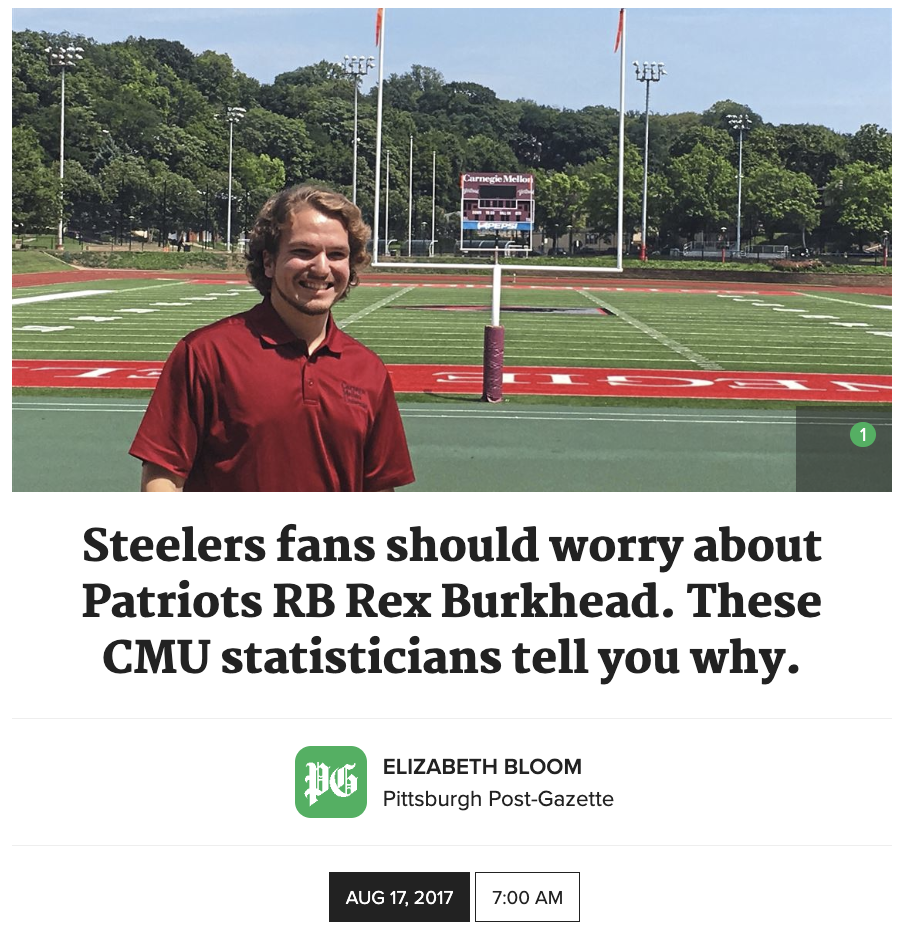 Carnegie Mellon
PEPSI
1
Steelers fans should worry about
Patriots RB Rex Burkhead. These
CMU statisticians tell you why.
PG
ELIZABETH BLOOM
Pittsburgh Post-Gazette
AUG 17, 2017
7:00 AM